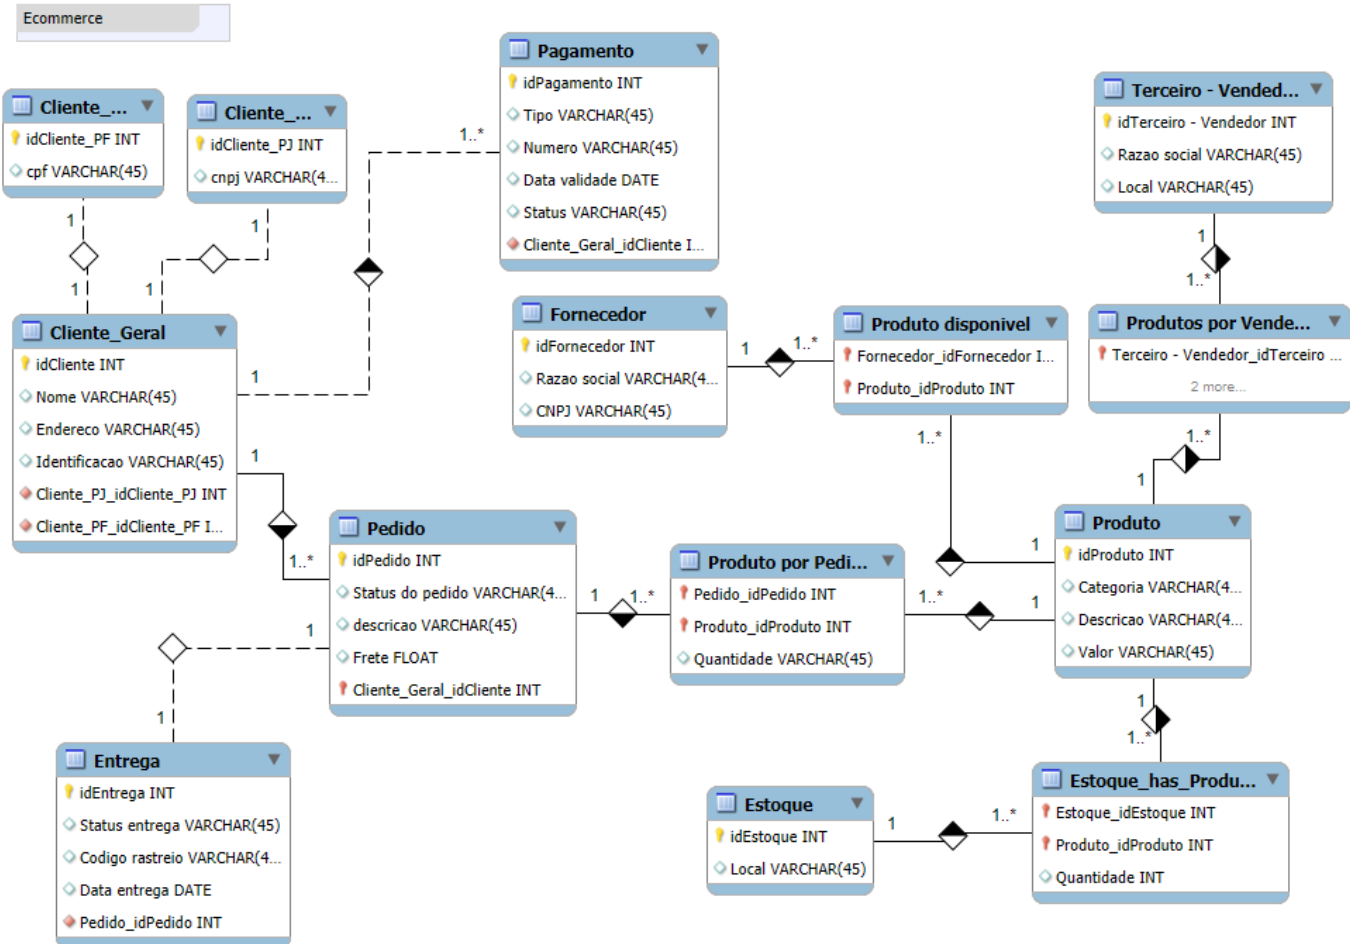 Ecommerce
Cliente_...
idCliente_PF INT
cpf VARCHAR(45)
Cliente_...
idCliente_PJ INT
cnpj VARCHAR(4...
Pagamento
idPagamento INT
Tipo VARCHAR(45)
Numero VARCHAR(45)
Data validade DATE
Status VARCHAR(45)
Cliente_Geral_idCliente I...
Terceiro - Vended...
idTerceiro - Vendedor INT
Razao social VARCHAR(45)
Local VARCHAR(45)
1..*
1
1
1
1
1
1..*
Cliente_Geral
idCliente INT
Nome VARCHAR(45)
Endereco VARCHAR(45)
Identificacao VARCHAR(45)
Cliente_PJ_idCliente_PJ INT
Cliente_PF_idCliente_PF I...
1
1
1..*
Fornecedor
idFornecedor INT
Razao social VARCHAR(4...
CNPJ VARCHAR(45)
1
1..*
Produto disponivel
Fornecedor_idFornecedor I...
Produto_idProduto INT
1..*
1
Produtos por Vende...
Terceiro - Vendedor_idTerceiro ...
2 more...
1..*
1
Pedido
idPedido INT
Status do pedido VARCHAR(4...
descricao VARCHAR(45)
Frete FLOAT
Cliente_Geral_idCliente INT
1
1..*
Produto por Pedi...
Pedido_idPedido INT
Produto_idProduto INT
Quantidade VARCHAR(45)
1..*
1
Produto
idProduto INT
Categoria VARCHAR(4...
Descricao VARCHAR(4...
Valor VARCHAR(45)
1
1
1
1..*
Entrega
idEntrega INT
Status entrega VARCHAR(45)
Codigo rastreio VARCHAR(4...
Data entrega DATE
Pedido_idPedido INT
Estoque
idEstoque INT
Local VARCHAR(45)
1
1..*
Estoque_has_Produ...
Estoque_idEstoque INT
Produto_idProduto INT
Quantidade INT